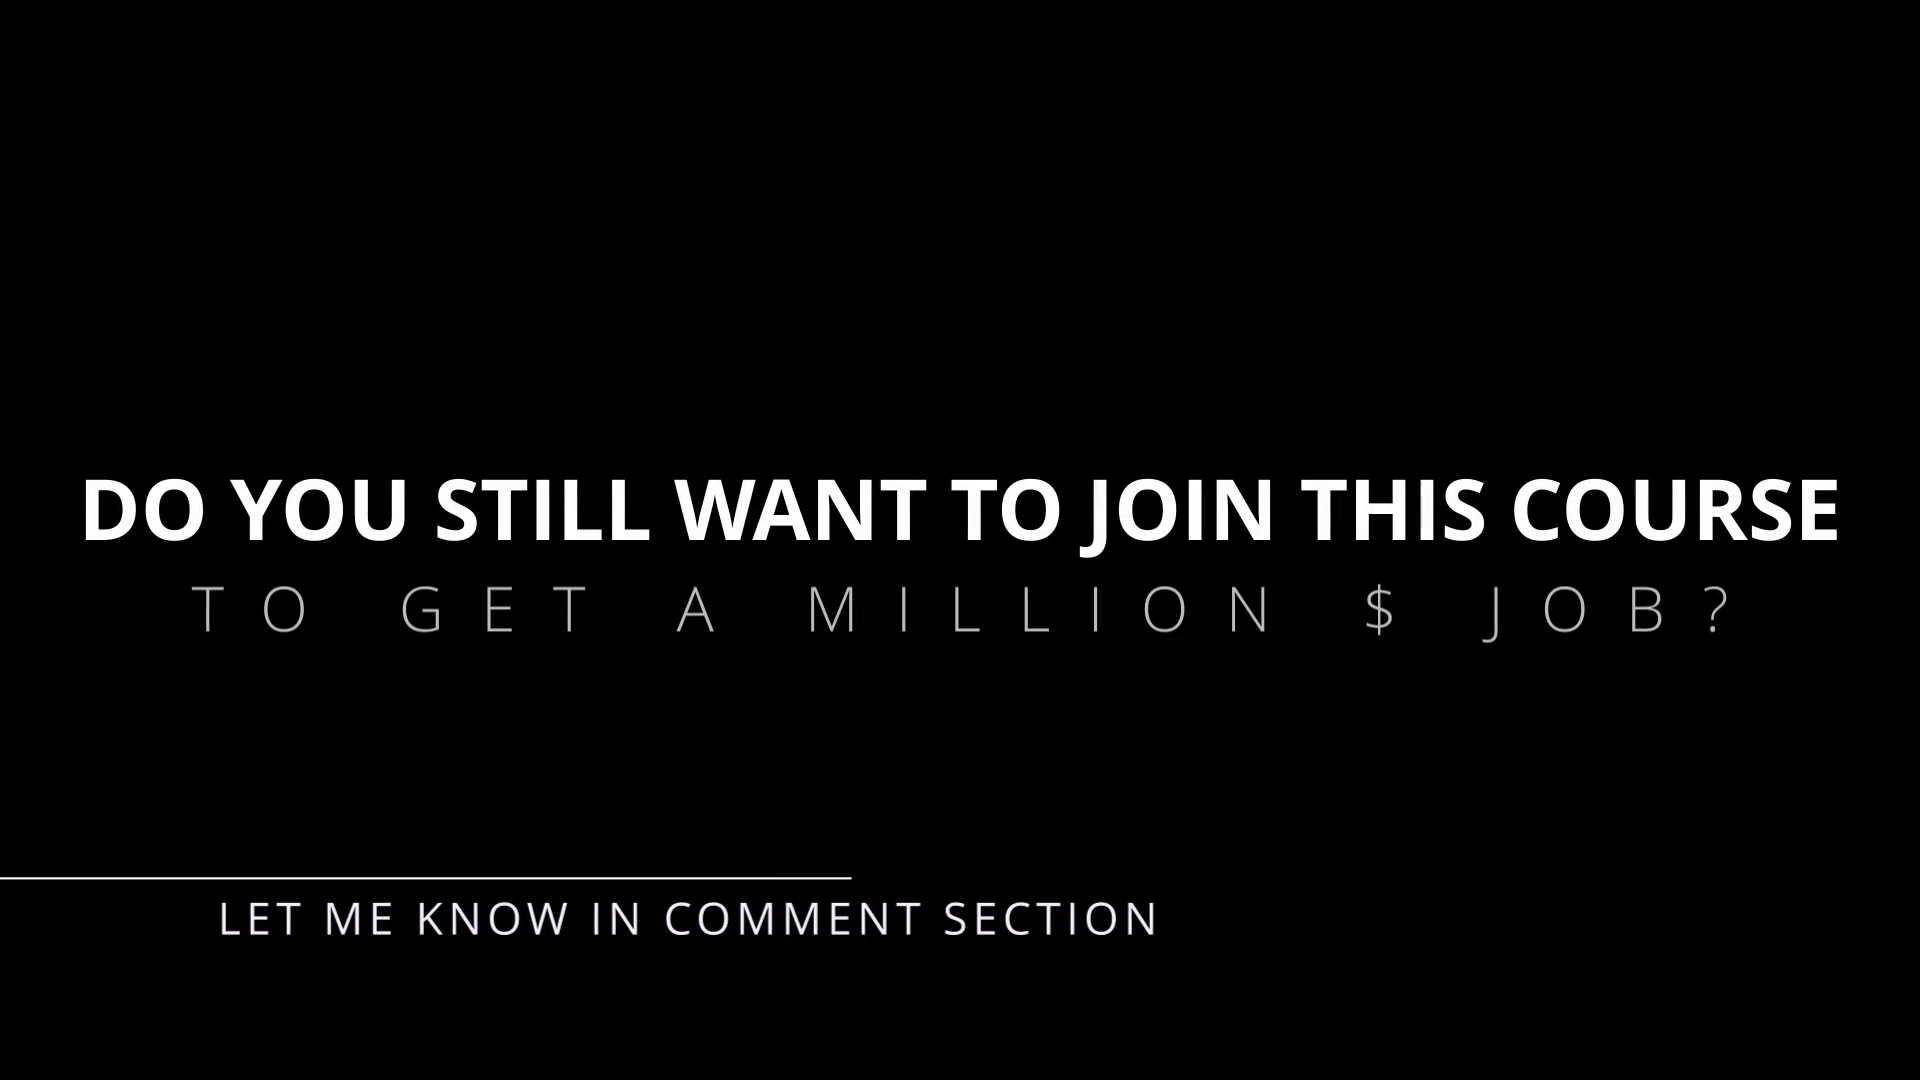 DO YOU STILL WANT TO JOIN THIS COURSE
TO GET A MILLION $ JOB?
LET ME KNOW IN COMMENT SECTION